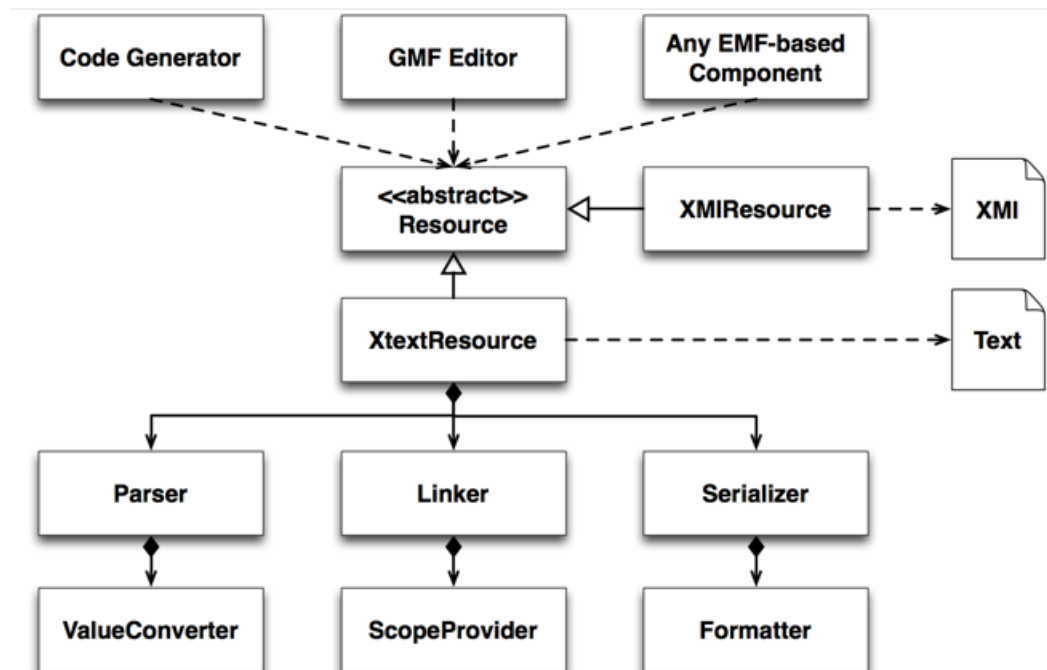 Code Generator
GMF Editor
Any EMF-based
Component
<<abstract>>
Resource
XMIResource
XMI
XtextResource
Text
Parser
Linker
Serializer
ValueConverter
ScopeProvider
Formatter